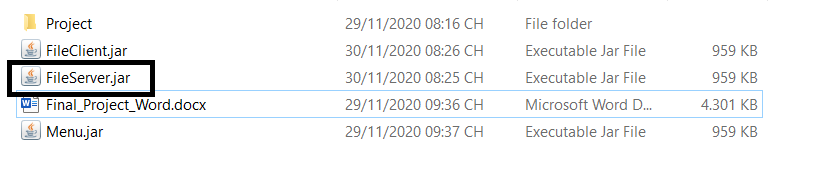 Project 29/11/2020 08:16 CH File folder
FileClient.jar 30/11/2020 08:26 CH Executable Jar File 959 KB
FileServer.jar 30/11/2020 08:25 CH Executable Jar File 959 KB
Final_Project_Word.docx 29/11/2020 09:36 CH Microsoft Word D... 4.301 KB
Menu.jar 29/11/2020 09:37 CH Executable Jar File 959 KB